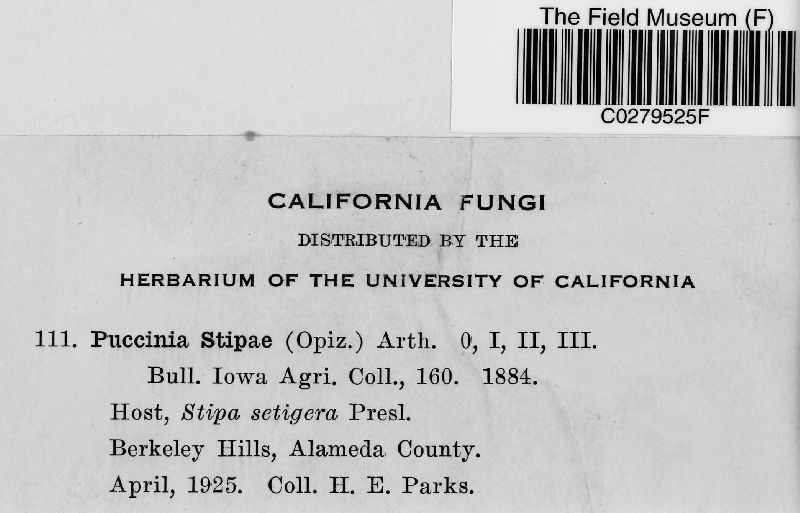 The Field Museum (F)
C0279525F
CALIFORNIA FUNGI
DISTRIBUTED BY THE
HERBARIUM OF THE UNIVERSITY OF CALIFORNIA
111. Puccinia Stipae (Opiz.) Arth. 0, I, II, III.
Bull. Iowa Agri. Coll., 160. 1884.
Host, Stipa setigera Presl.
Berkeley Hills, Alameda County.
April, 1925. Coll. H. E. Parks.